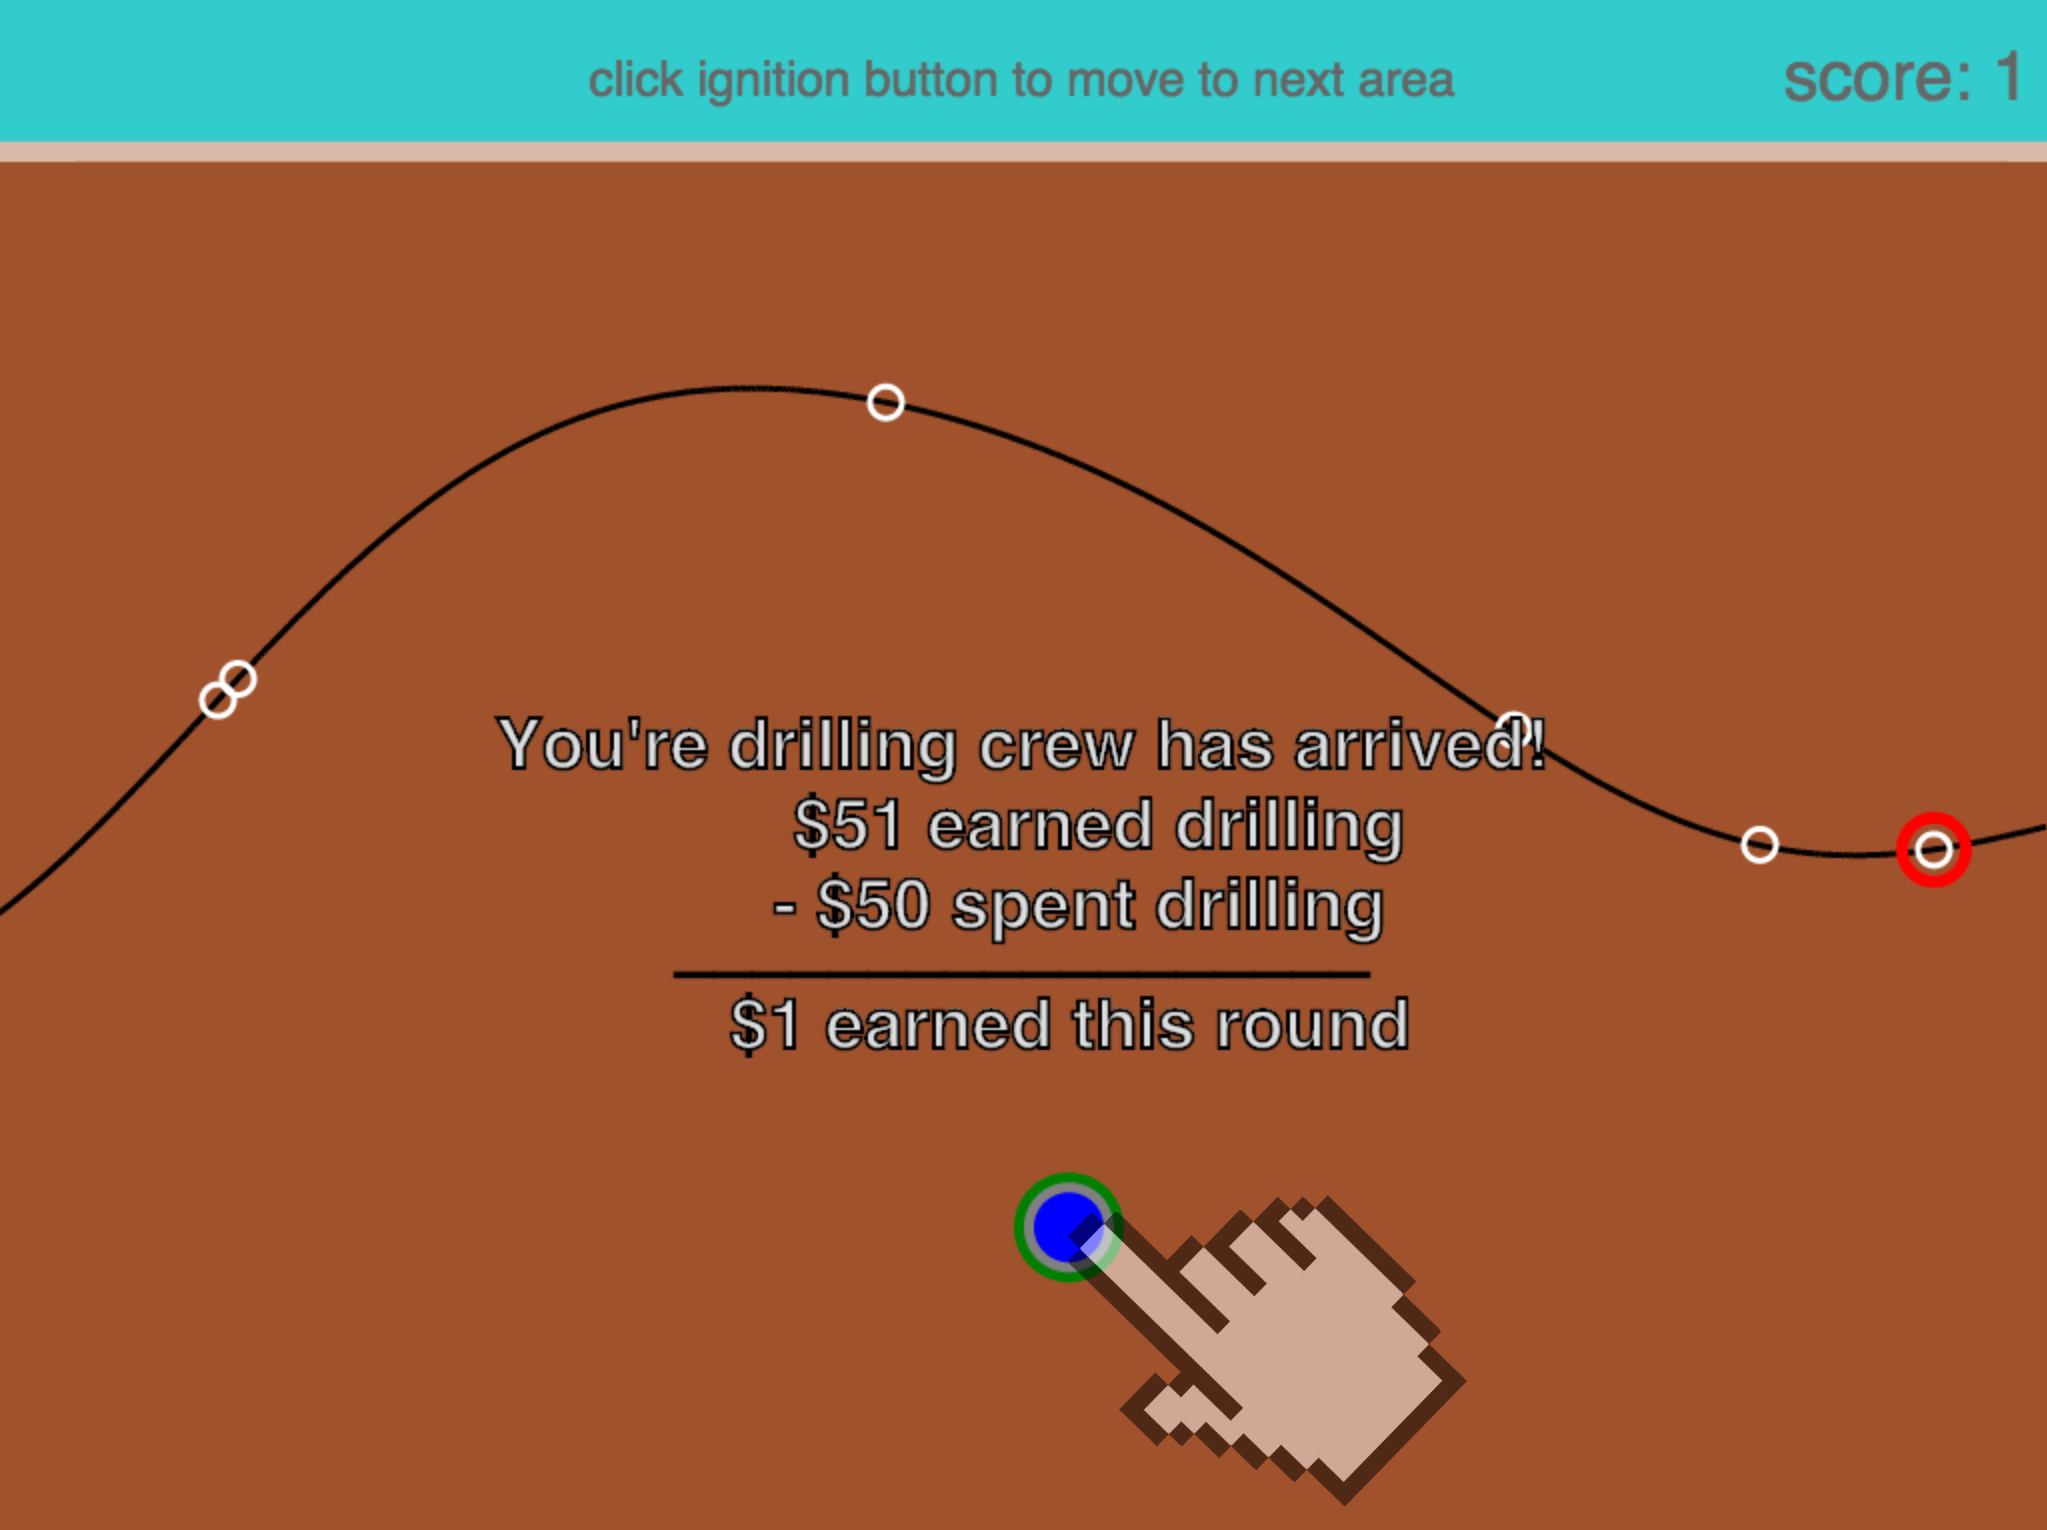 click ignition button to move to next area
score: 1
You're drilling crew has arrived!
$51 earned drilling
- $50 spent drilling
$1 earned this round